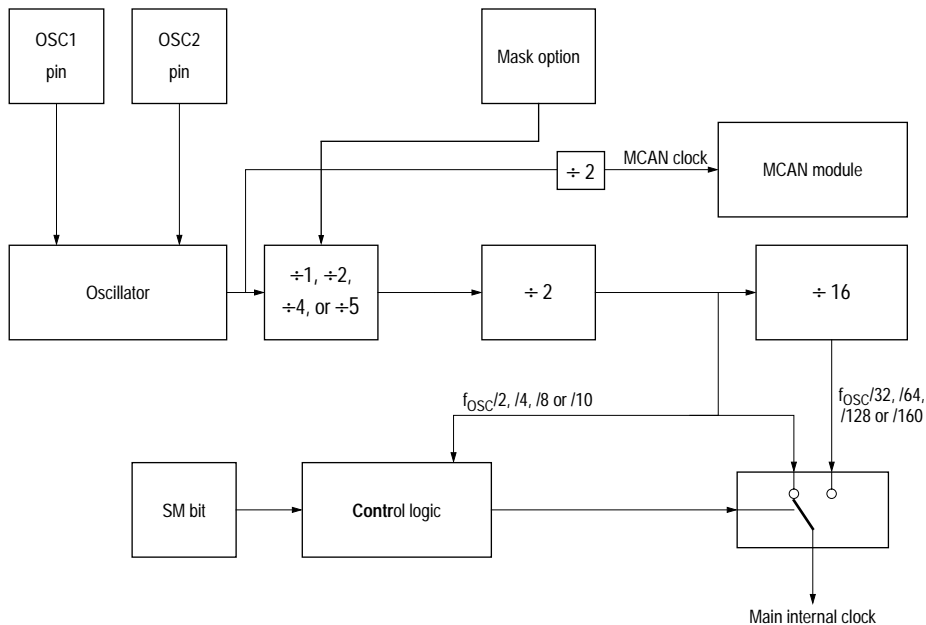 OSC1
pin
OSC2
pin
Mask option
MCAN clock
÷ 2
MCAN module
Oscillator
÷1, ÷2,
÷4, or ÷5
÷ 2
÷ 16
fOSC/2, /4, /8 or /10
fOSC/32, /64,
/128 or /160
SM bit
Control logic
Main internal clock